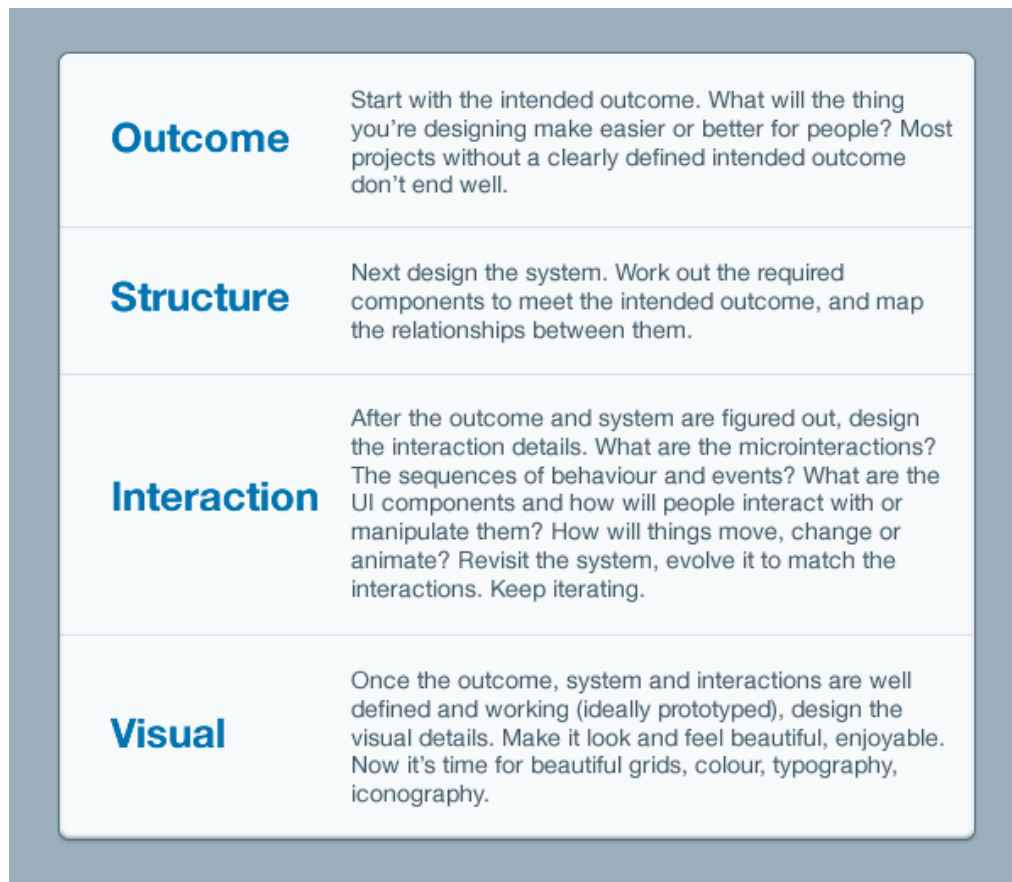 Outcome
Start with the intended outcome. What will the thing
you’re designing make easier or better for people? Most
projects without a clearly defined intended outcome
don’t end well.
Structure
Next design the system. Work out the required
components to meet the intended outcome, and map
the relationships between them.
Interaction
After the outcome and system are figured out, design
the interaction details. What are the microinteractions?
The sequences of behaviour and events? What are the
UI components and how will people interact with or
manipulate them? How will things move, change or
animate? Revisit the system, evolve it to match the
interactions. Keep iterating.
Visual
Once the outcome, system and interactions are well
defined and working (ideally prototyped), design the
visual details. Make it look and feel beautiful, enjoyable.
Now it’s time for beautiful grids, colour, typography,
iconography.